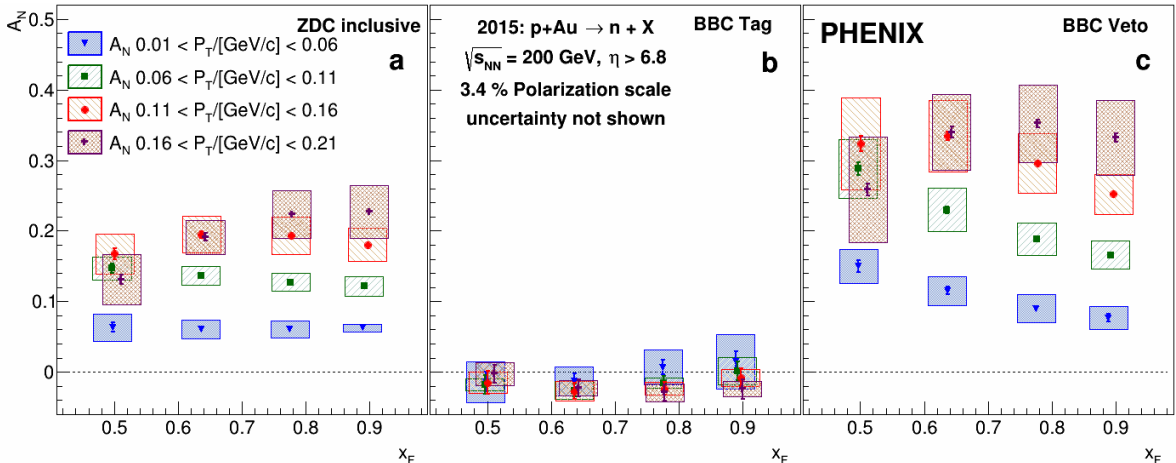 A_N
0.5
0.4
0.3
0.2
0.1
0
ZDC inclusive
a
A_N 0.01 < P_T/[GeV/c] < 0.06
A_N 0.06 < P_T/[GeV/c] < 0.11
A_N 0.11 < P_T/[GeV/c] < 0.16
A_N 0.16 < P_T/[GeV/c] < 0.21
0.5 0.6 0.7 0.8 0.9
x_F
2015: p+Au → n + X
BBC Tag
√s_NN = 200 GeV, η > 6.8
b
3.4 % Polarization scale
uncertainty not shown
0.5 0.6 0.7 0.8 0.9
x_F
PHENIX
BBC Veto
c
0.5 0.6 0.7 0.8 0.9
x_F